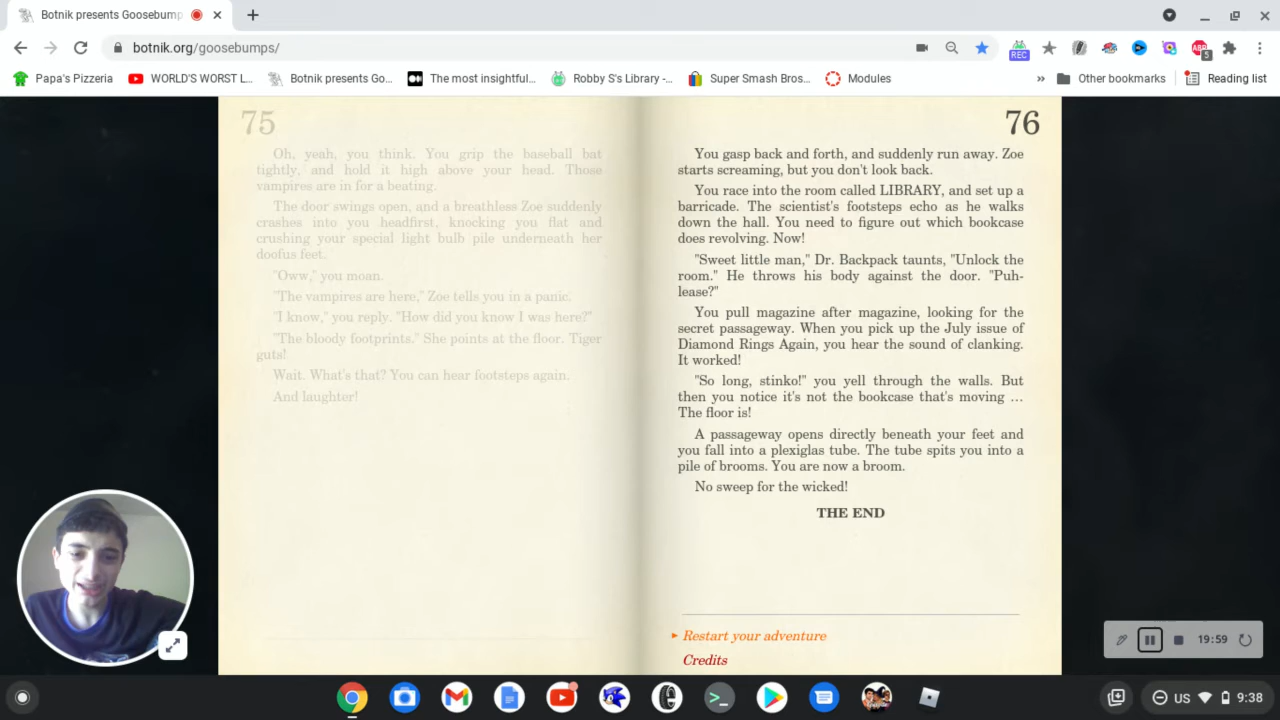 Botnik presents Goosebump
botnik.org/goosebumps/
REC
ABP
5
Papa's Pizzeria
WORLD'S WORST L...
Botnik presents Go...
The most insightful...
Robby S's Library -...
Super Smash Bros...
Modules
»
Other bookmarks
Reading list
75
Oh, yeah, you think. You grip the baseball bat
tightly, and hold it high above your head. Those
vampires are in for a beating.
The door swings open, and a breathless Zoe suddenly
crashes into you headfirst, knocking you flat and
crushing your special light bulb pile underneath her
doofus feet.
"Oww," you moan.
"The vampires are here," Zoe tells you in a panic.
"I know," you reply. "How did you know I was here?"
"The bloody footprints." She points at the floor. Tiger
guts!
Wait. What's that? You can hear footsteps again.
And laughter!
76
You gasp back and forth, and suddenly run away. Zoe
starts screaming, but you don't look back.
You race into the room called LIBRARY, and set up a
barricade. The scientist's footsteps echo as he walks
down the hall. You need to figure out which bookcase
does revolving. Now!
"Sweet little man," Dr. Backpack taunts, "Unlock the
room." He throws his body against the door. "Puh-
lease?"
You pull magazine after magazine, looking for the
secret passageway. When you pick up the July issue of
Diamond Rings Again, you hear the sound of clanking.
It worked!
"So long, stinko!" you yell through the walls. But
then you notice it's not the bookcase that's moving ...
The floor is!
A passageway opens directly beneath your feet and
you fall into a plexiglas tube. The tube spits you into a
pile of brooms. You are now a broom.
No sweep for the wicked!
THE END
Restart your adventure
Credits
19:59
US
9:38